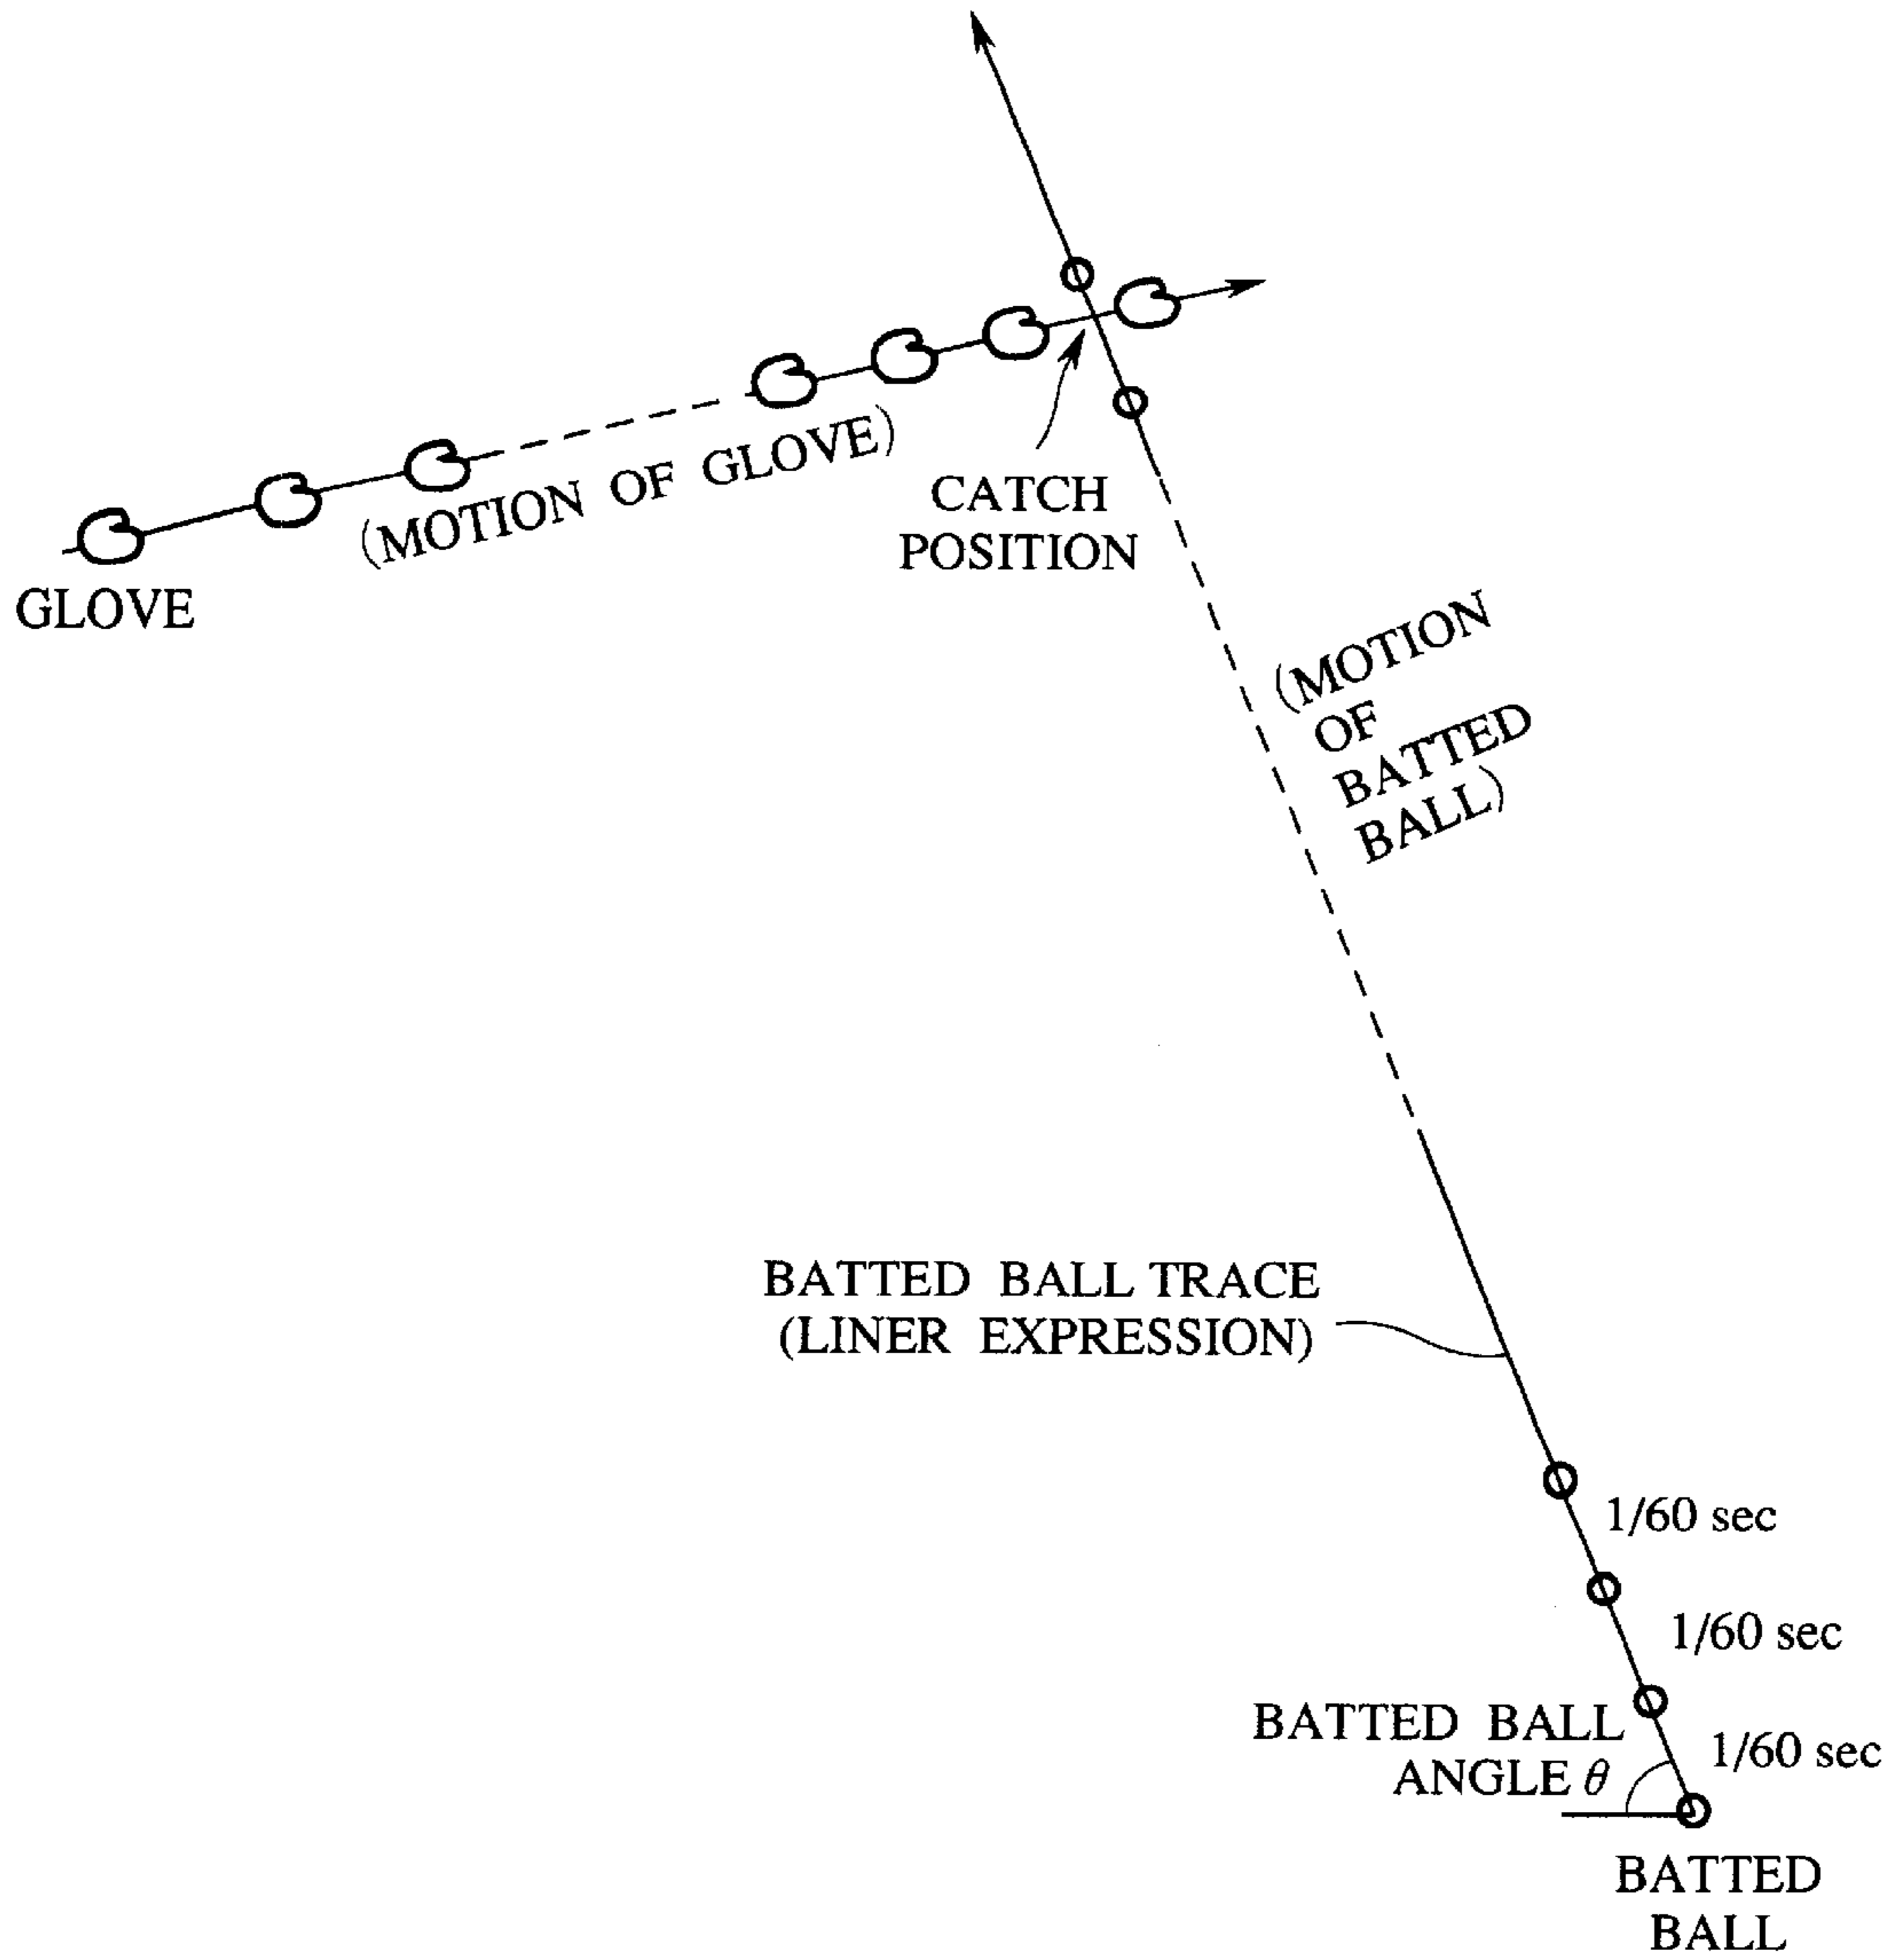 (MOTION OF GLOVE)
CATCH
POSITION
GLOVE
(MOTION
OF
BATTED
BALL)
BATTED BALL TRACE
(LINER EXPRESSION)
1/60 sec
1/60 sec
BATTED BALL
ANGLE θ
1/60 sec
BATTED
BALL